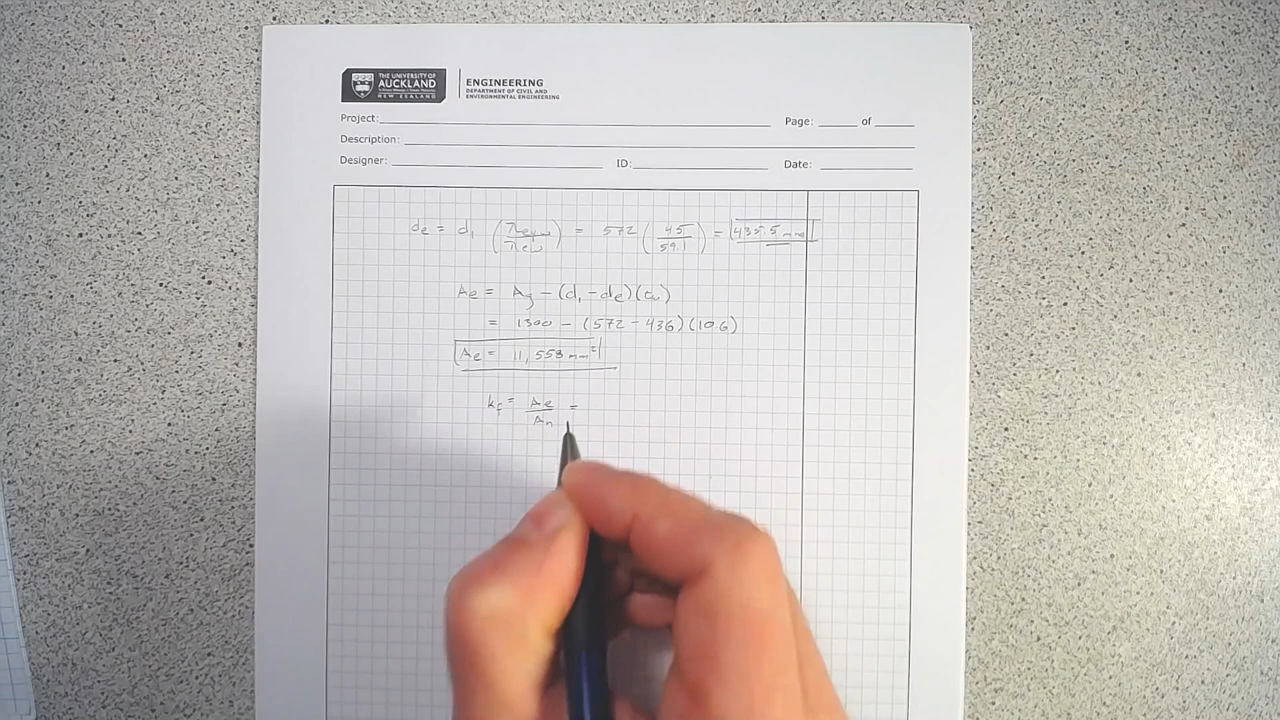 THE UNIVERSITY OF
AUCKLAND
NEW ZEALAND
ENGINEERING
DEPARTMENT OF CIVIL AND
ENVIRONMENTAL ENGINEERING
Project: Page: of
Description:
Designer: ID: Date:
de = d₁ (λeyw / λew) = 572 (45 / 59.1) = 435.5 mm
Ae = Ag - (d₁ - de)(tw)
= 1300 - (572 - 436)(10.6)
Ae = 11,558 mm²
kf = Ae / An =